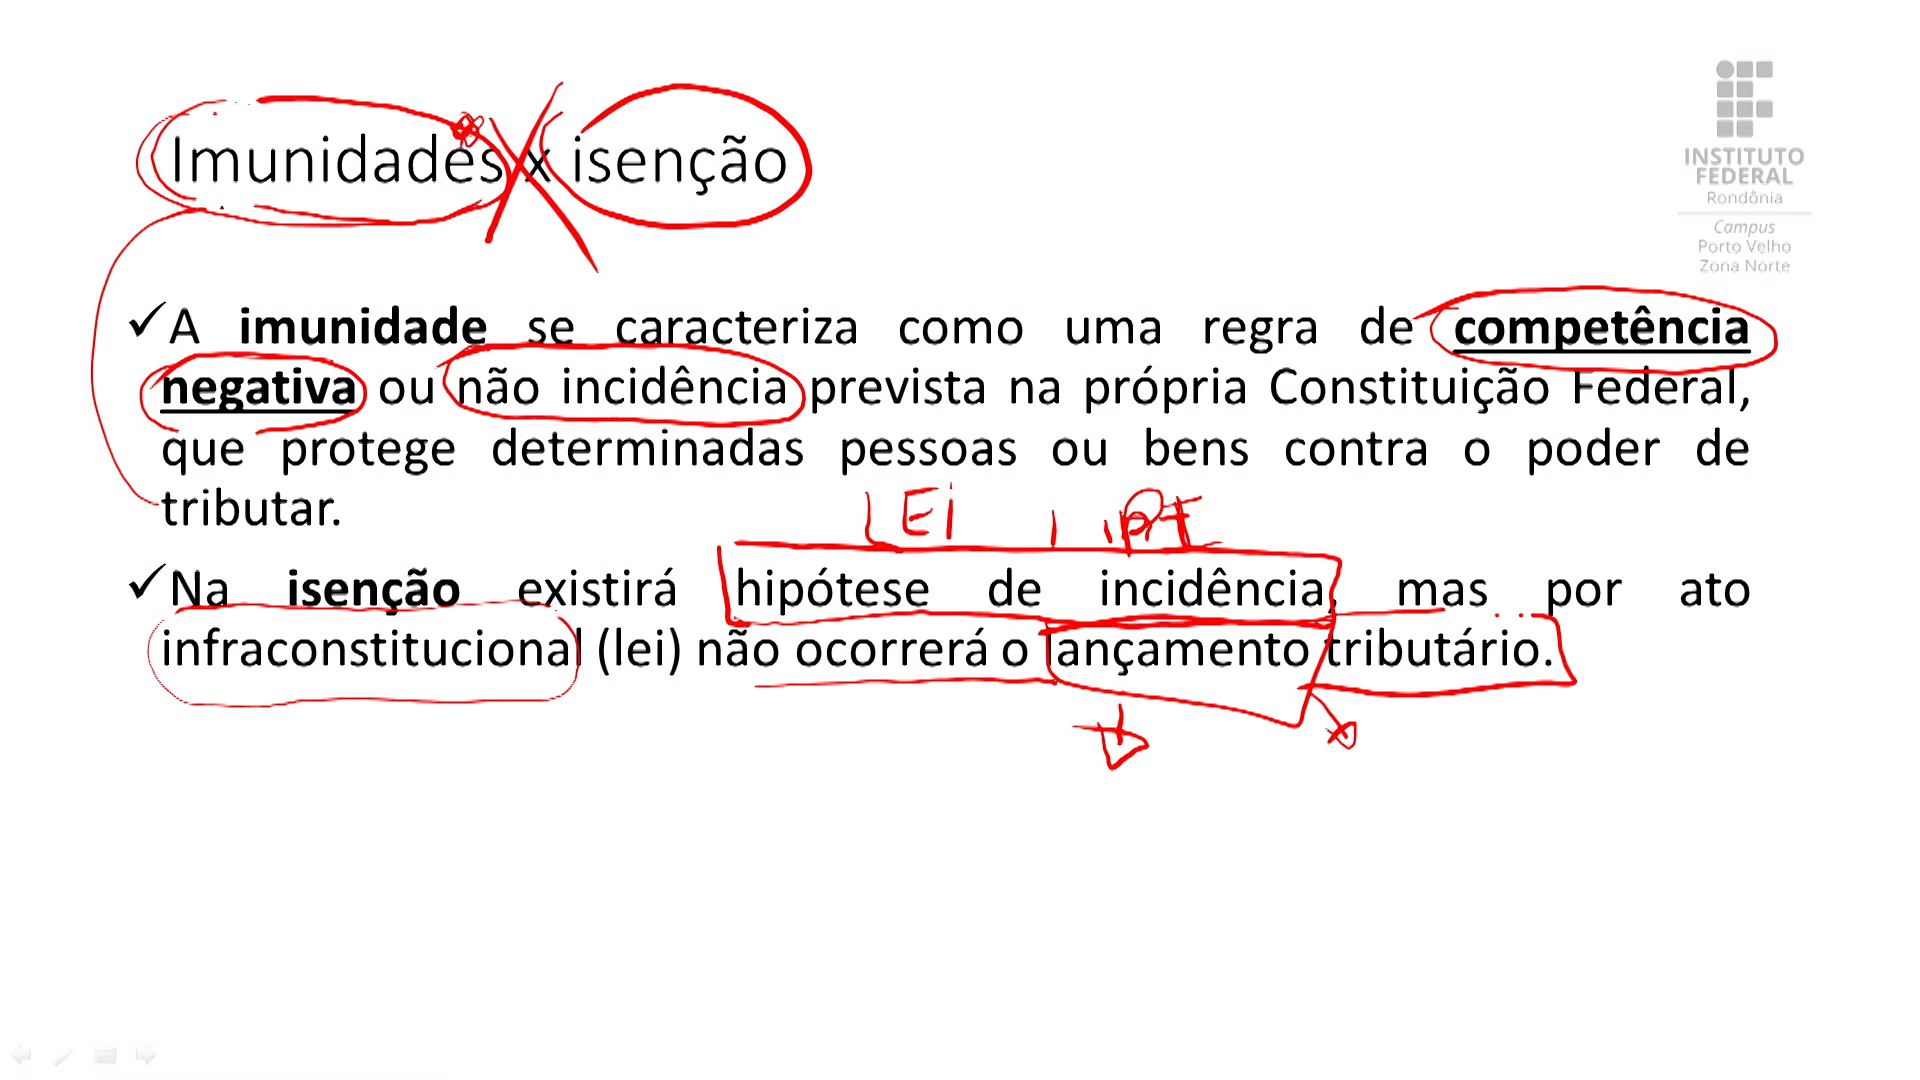 Imunidades x isenção
INSTITUTO
FEDERAL
Rondônia
Campus
Porto Velho
Zona Norte
✓A imunidade se caracteriza como uma regra de competência
negativa ou não incidência prevista na própria Constituição Federal,
que protege determinadas pessoas ou bens contra o poder de
tributar.
LEi
✓Na isenção existirá hipótese de incidência, mas por ato
infraconstitucional (lei) não ocorrerá o lançamento tributário.